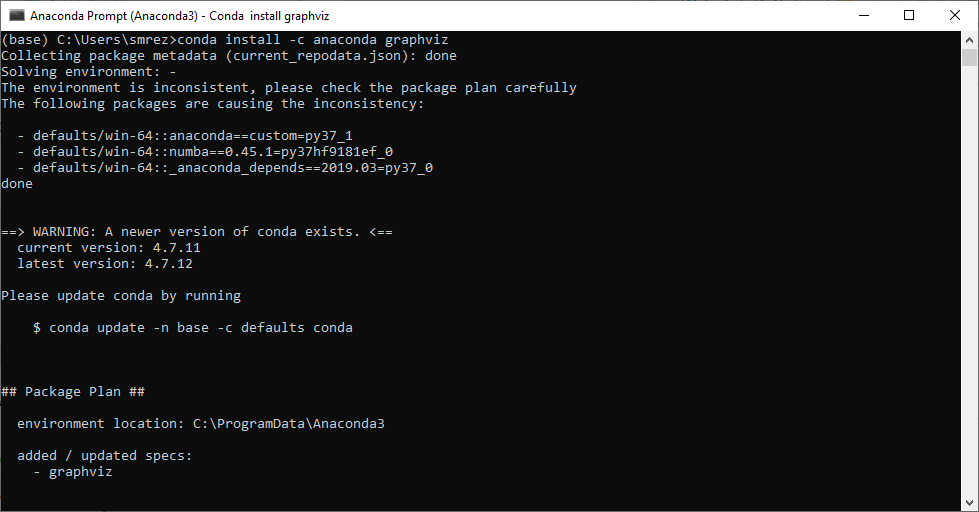 Anaconda Prompt (Anaconda3) - Conda  install graphviz
(base) C:\Users\smrez>conda install -c anaconda graphviz
Collecting package metadata (current_repodata.json): done
Solving environment: -
The environment is inconsistent, please check the package plan carefully
The following packages are causing the inconsistency:
  - defaults/win-64::anaconda==custom=py37_1
  - defaults/win-64::numba==0.45.1=py37hf9181ef_0
  - defaults/win-64::_anaconda_depends==2019.03=py37_0
done
==> WARNING: A newer version of conda exists. <==
  current version: 4.7.11
  latest version: 4.7.12
Please update conda by running
    $ conda update -n base -c defaults conda
## Package Plan ##
  environment location: C:\ProgramData\Anaconda3
  added / updated specs:
    - graphviz